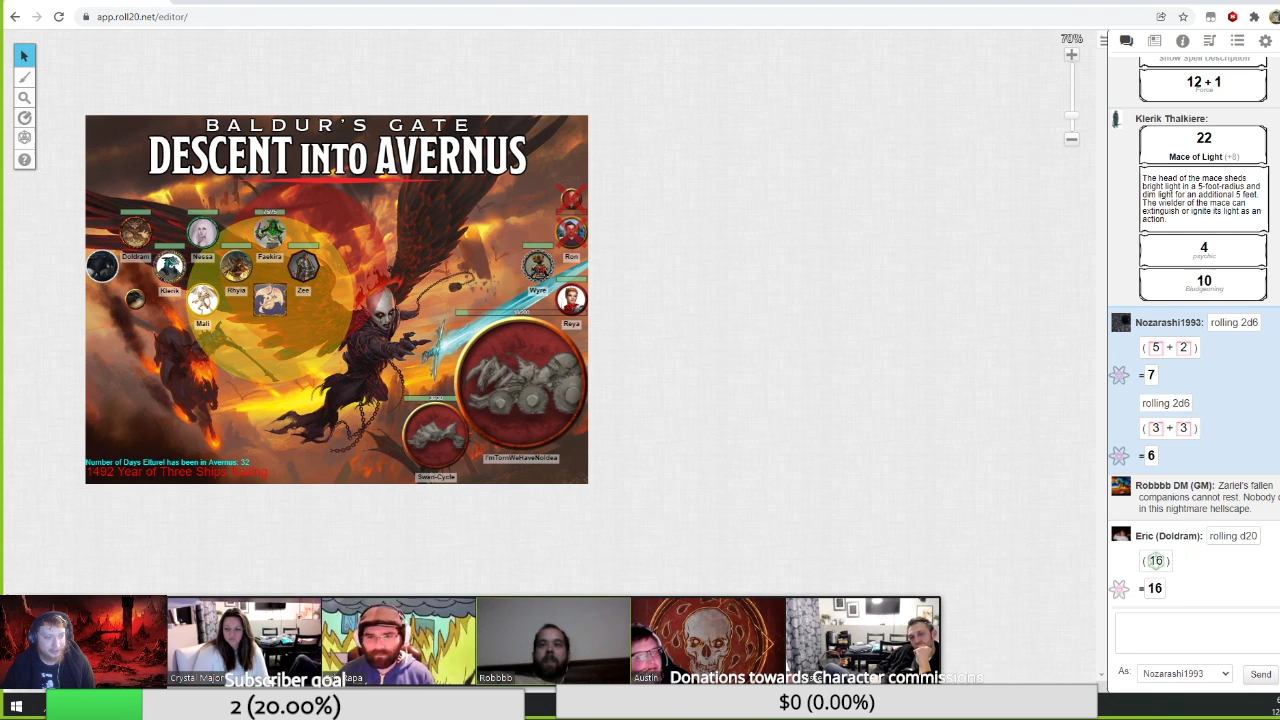 app.roll20.net/editor/
70%
Show Spell Description
12 + 1
Force
Klerik Thalkiere:
22
Mace of Light (+8)
The head of the mace sheds
bright light in a 5-foot-radius and
dim light for an additional 5 feet.
The wielder of the mace can
extinguish or ignite its light as an
action.
4
psychic
10
Bludgeoning
Nozarashi1993: rolling 2d6
( 5 + 2 )
= 7
rolling 2d6
( 3 + 3 )
= 6
Robbbb DM (GM): Zariel's fallen
companions cannot rest. Nobody
in this nightmare hellscape.
Eric (Doldram): rolling d20
( 16 )
= 16
As: Nozarashi1993
Send
BALDUR'S GATE
DESCENT INTO AVERNUS
Doldram
Nessa
Faekira
Ron
Klerik
Rhyia
Zee
Wyre
Mali
Reya
I'mTornWeHaveNoIdea
Swan-Cycle
Number of Days Elturel has been in Avernus: 32
1492 Year of Three Ships
Crystal Major
Robbbb
Austin
Subscriber goal
Donations towards character commissions
2 (20.00%)
$0 (0.00%)